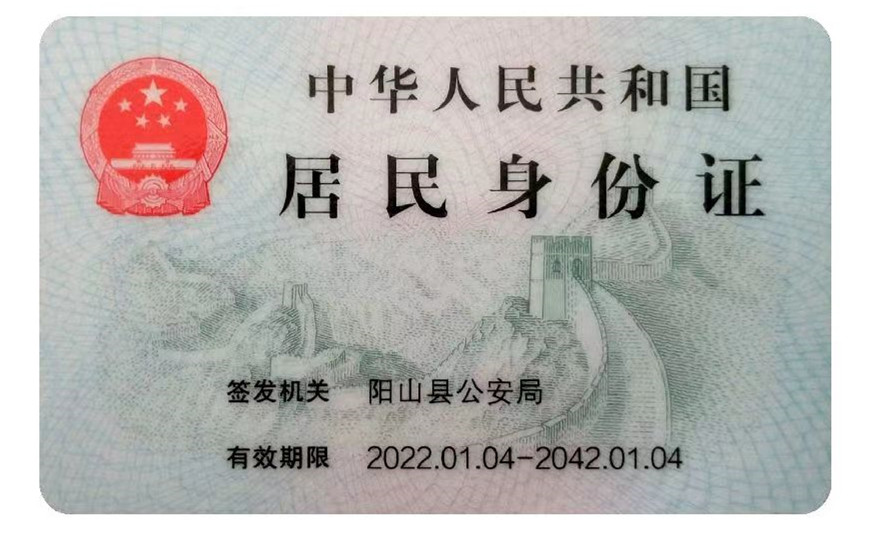 中华人民共和国
居民身份证
签发机关 阳山县公安局
有效期限 2022.01.04-2042.01.04